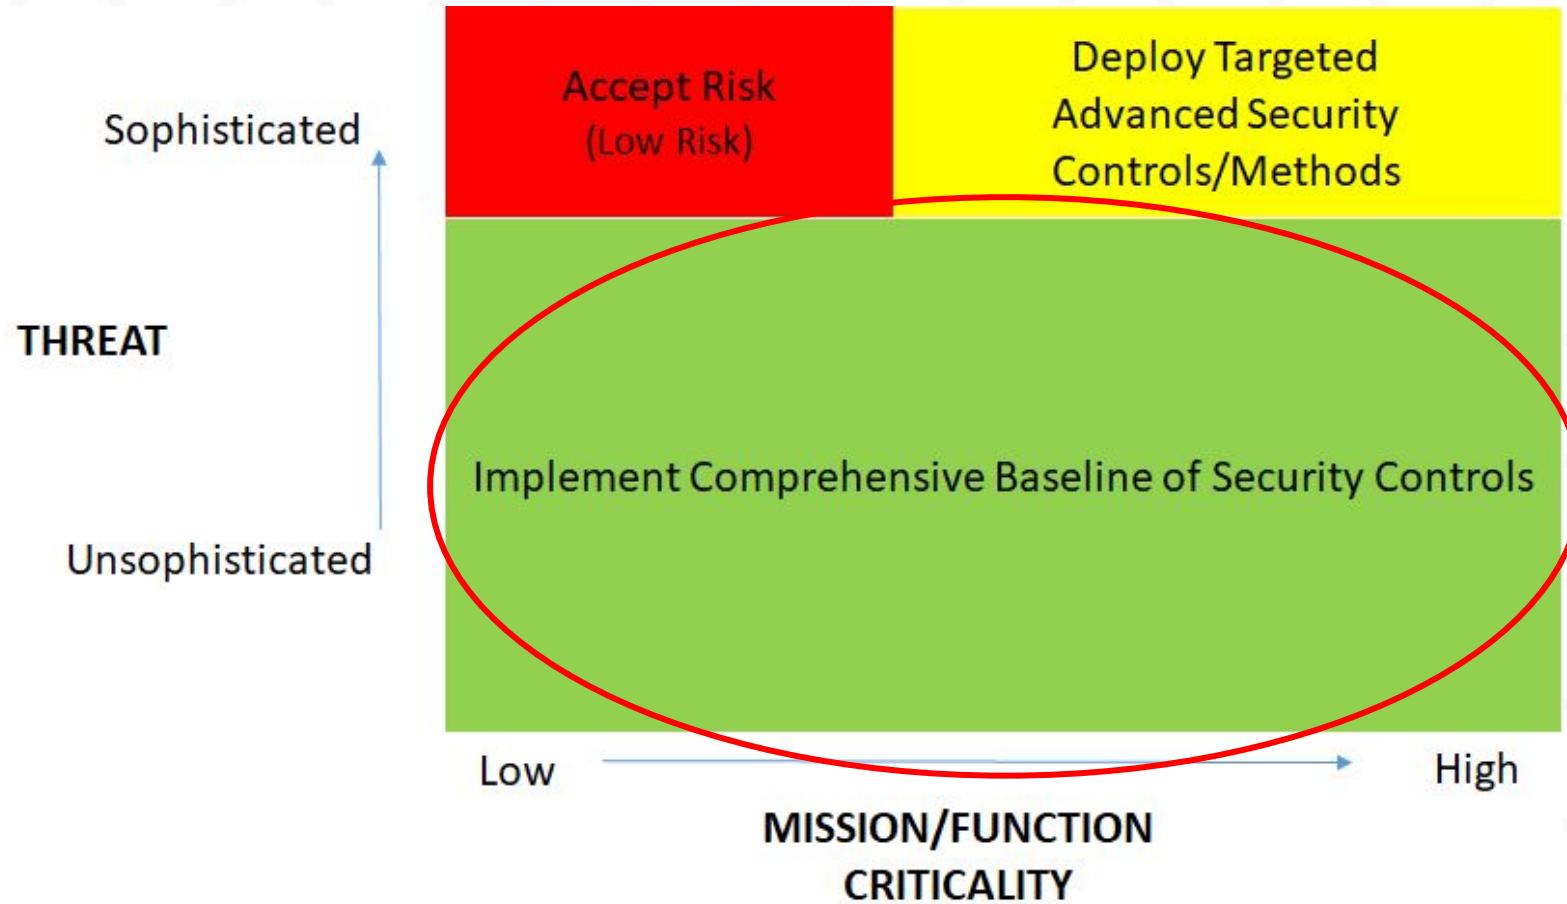 Accept Risk
(Low Risk)
Deploy Targeted
Advanced Security
Controls/Methods
Sophisticated
THREAT
Implement Comprehensive Baseline of Security Controls
Unsophisticated
Low
High
MISSION/FUNCTION
CRITICALITY